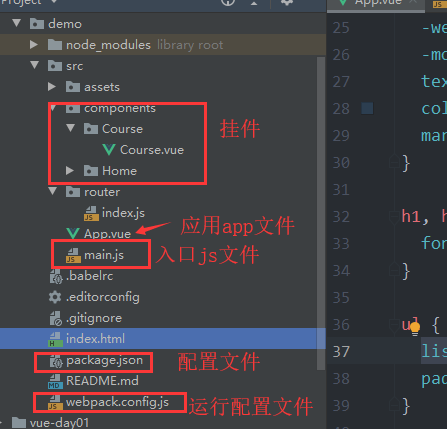 Project
App.vue
demo
node_modules library root
src
assets
components
Course
Course.vue
Home
挂件
router
index.js
App.vue
应用app文件
main.js
入口js文件
.babelrc
.editorconfig
.gitignore
index.html
package.json
配置文件
README.md
webpack.config.js
运行配置文件
vue-day01
25 -we
26 -mo
27 tex
28 col
29 mar
30 }
31
32 h1, h
33 fon
34 }
35
36 ul {
37 lis
38 pad
39 }